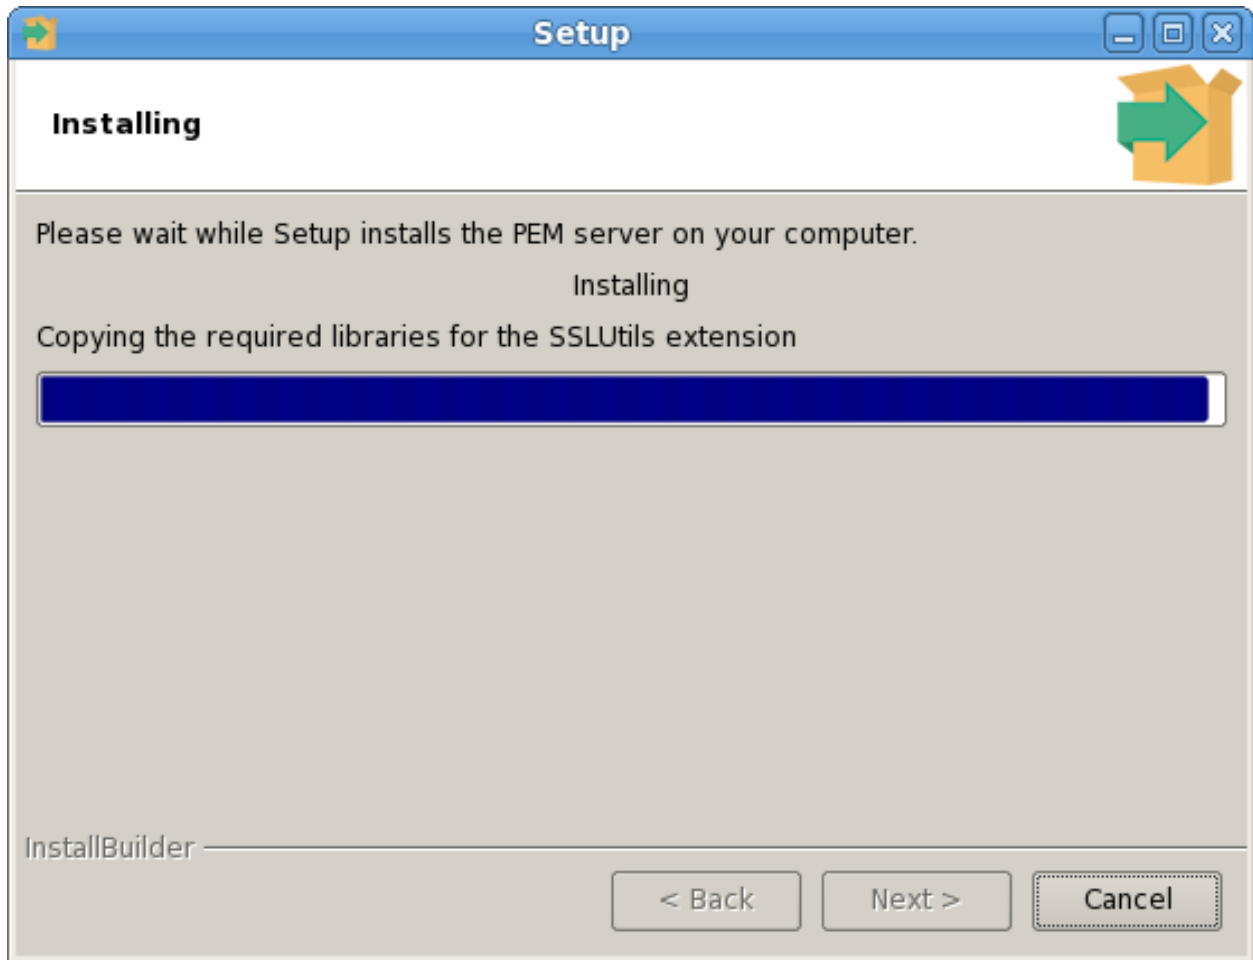 Setup
Installing
Please wait while Setup installs the PEM server on your computer.
Installing
Copying the required libraries for the SSLUtils extension
InstallBuilder
< Back
Next >
Cancel